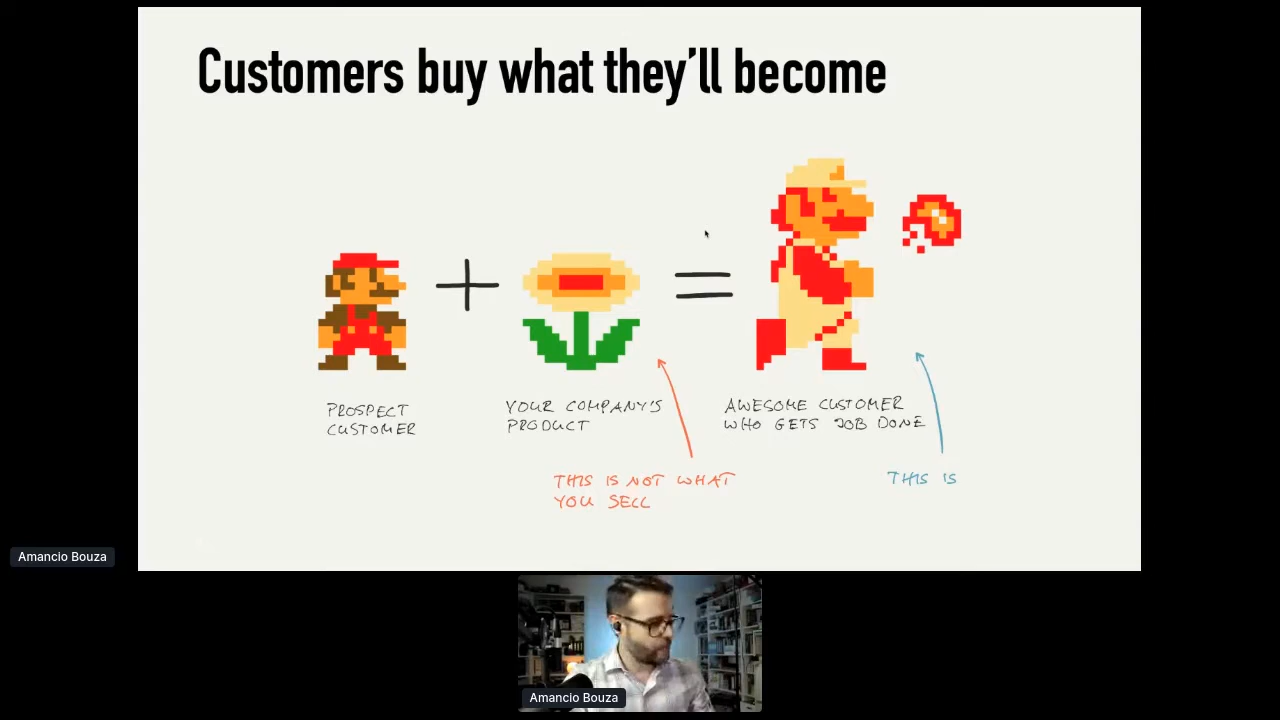 Customers buy what they'll become
PROSPECT
CUSTOMER
YOUR COMPANY'S
PRODUCT
AWESOME CUSTOMER
WHO GETS JOB DONE
THIS IS NOT WHAT
YOU SELL
THIS IS
Amancio Bouza
Amancio Bouza